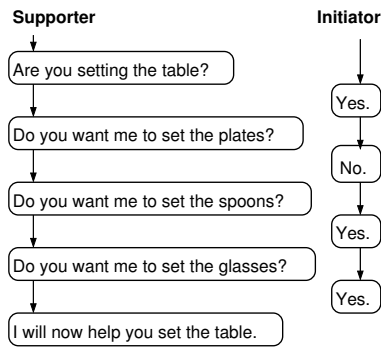 Supporter
Initiator
Are you setting the table?
Yes.
Do you want me to set the plates?
No.
Do you want me to set the spoons?
Yes.
Do you want me to set the glasses?
Yes.
I will now help you set the table.